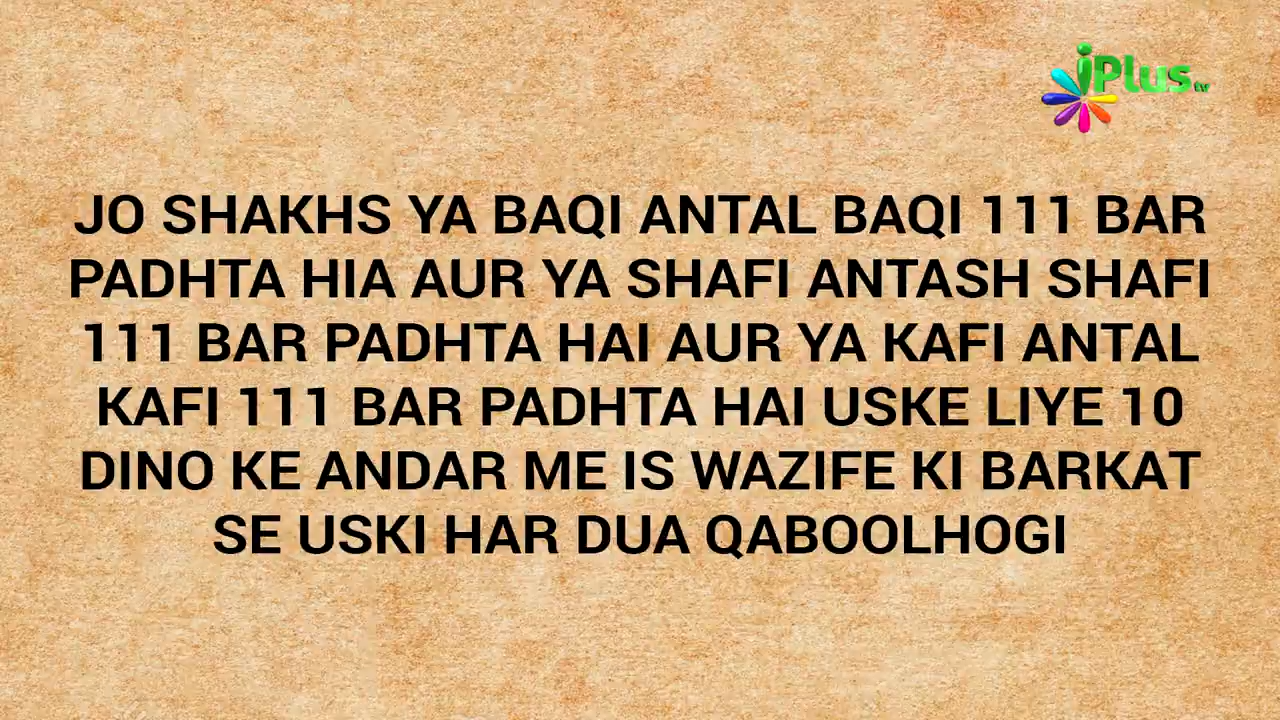 iPlus tv
JO SHAKHS YA BAQI ANTAL BAQI 111 BAR
PADHTA HIA AUR YA SHAFI ANTASH SHAFI
111 BAR PADHTA HAI AUR YA KAFI ANTAL
KAFI 111 BAR PADHTA HAI USKE LIYE 10
DINO KE ANDAR ME IS WAZIFE KI BARKAT
SE USKI HAR DUA QABOOLHOGI